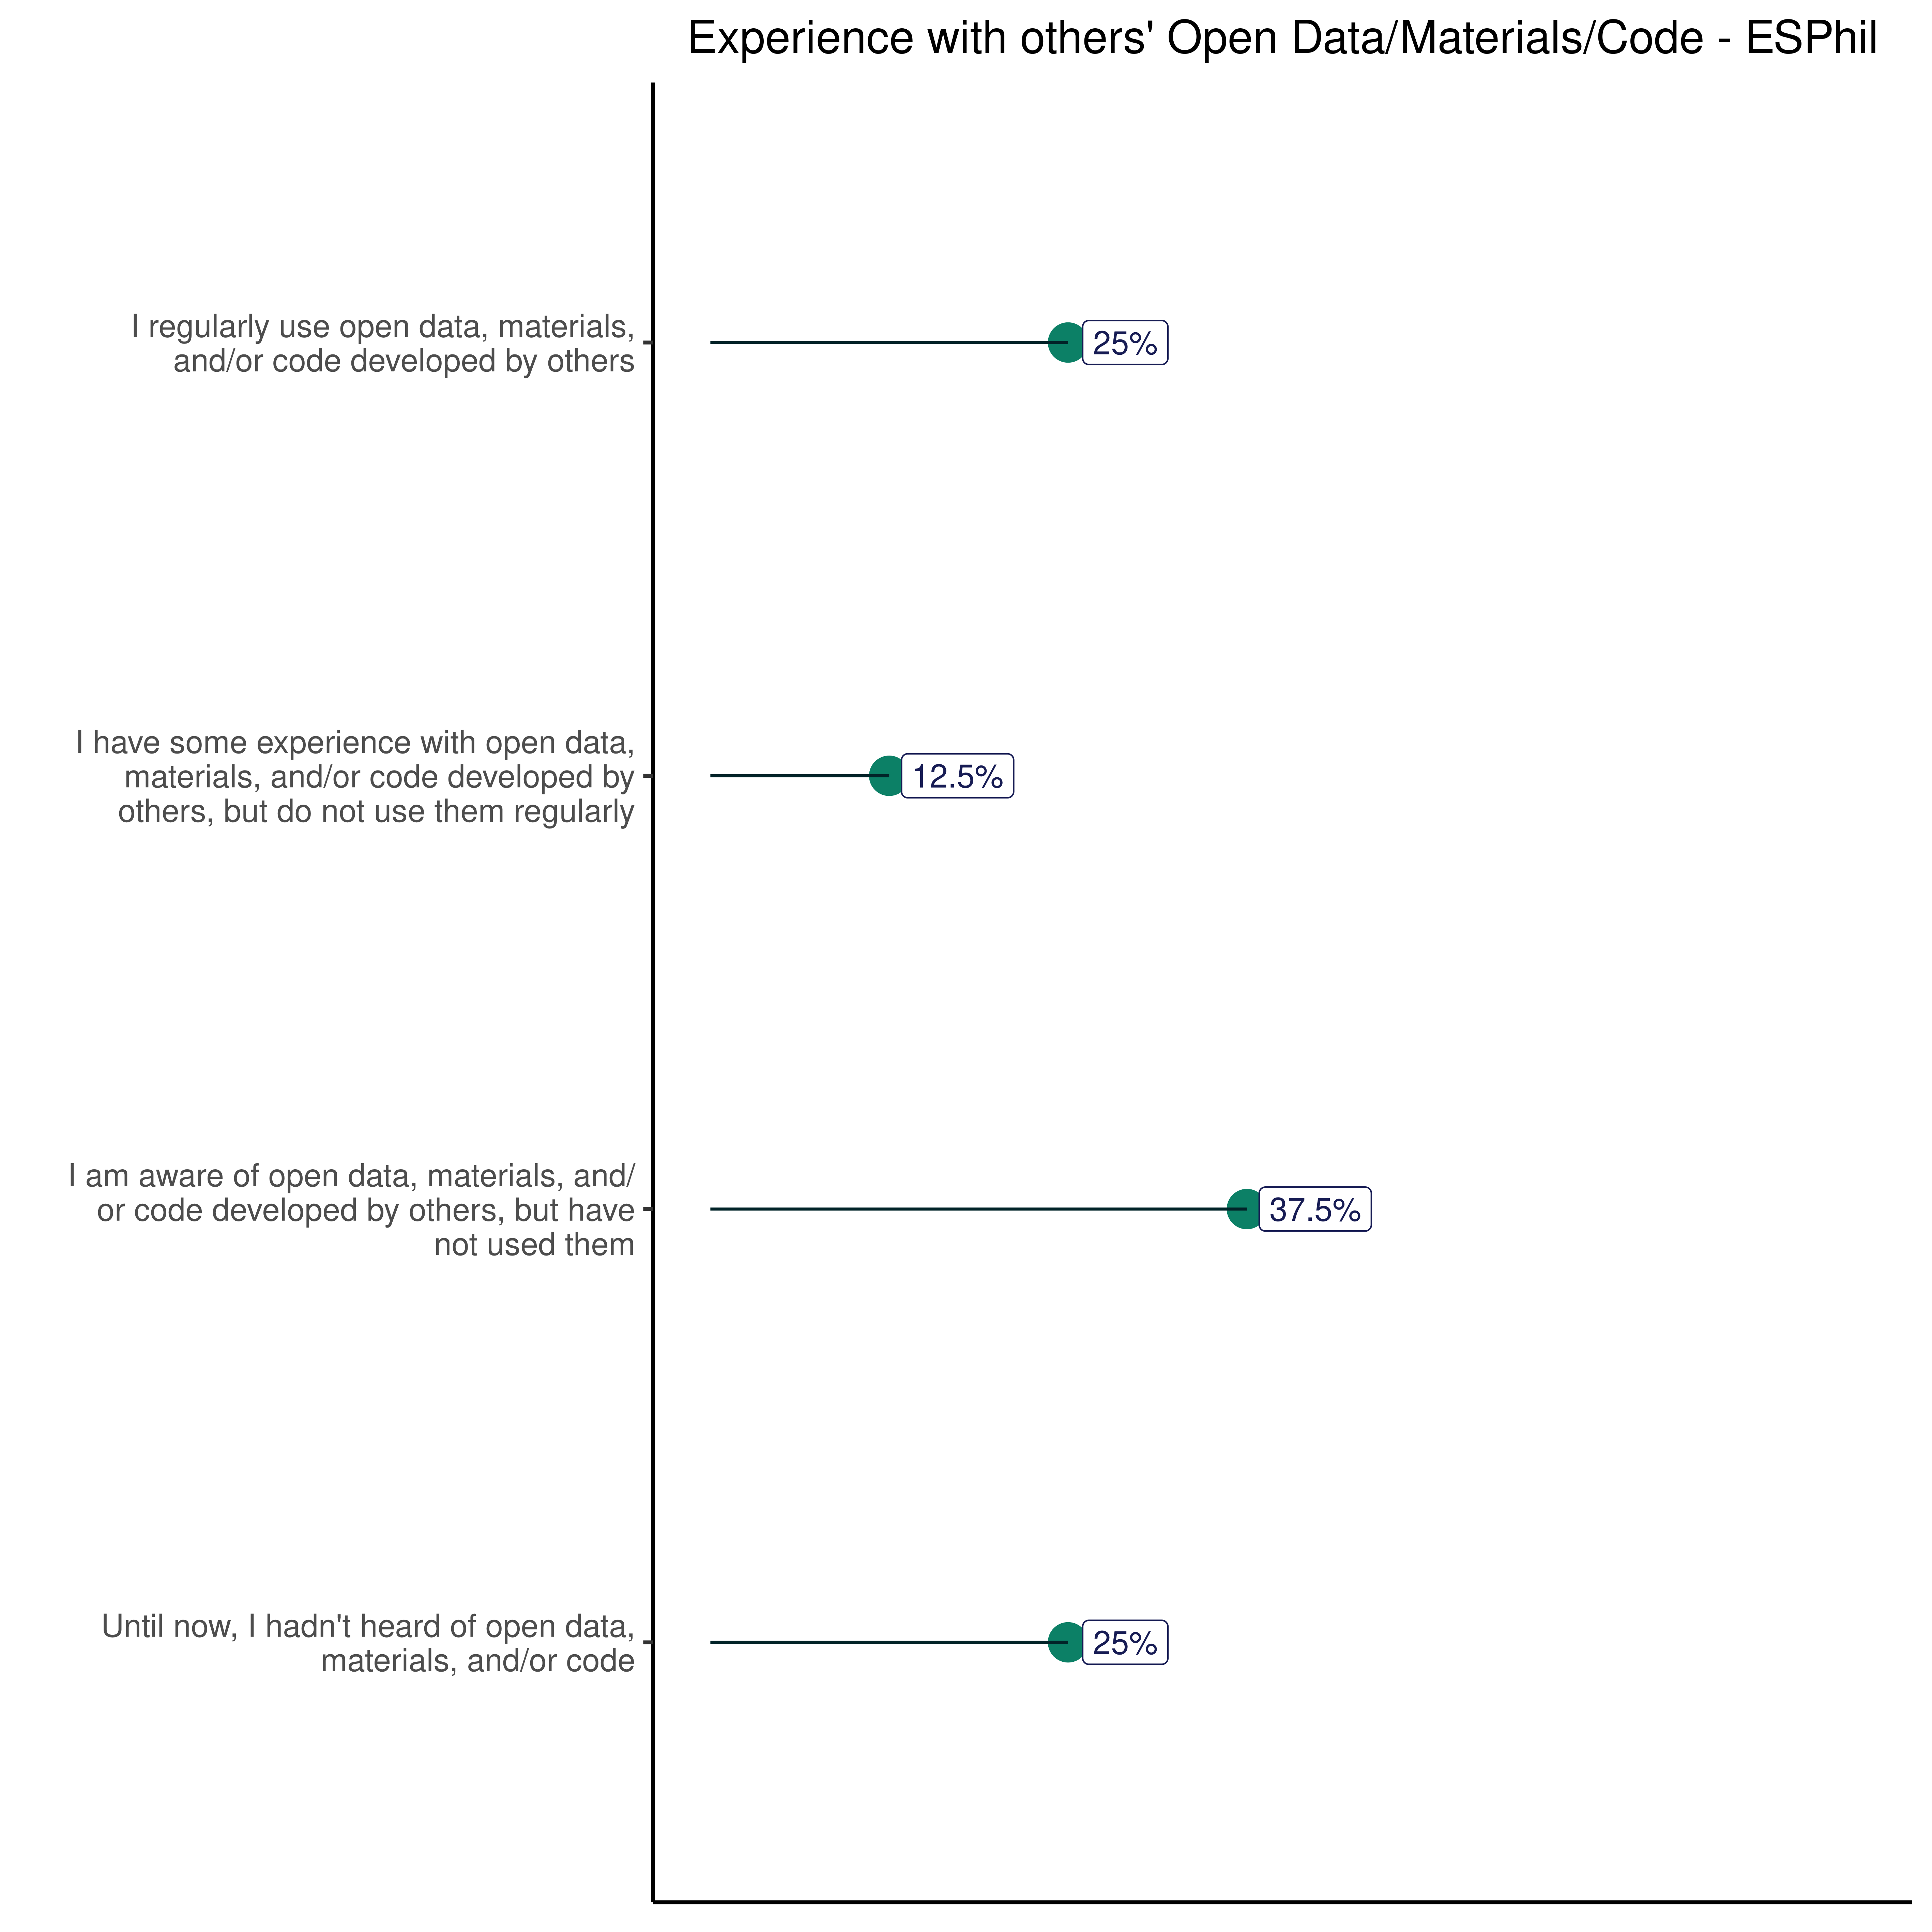 Experience with others' Open Data/Materials/Code - ESPhil
I regularly use open data, materials,
and/or code developed by others
25%
I have some experience with open data,
materials, and/or code developed by
others, but do not use them regularly
12.5%
I am aware of open data, materials, and/
or code developed by others, but have
not used them
37.5%
Until now, I hadn't heard of open data,
materials, and/or code
25%